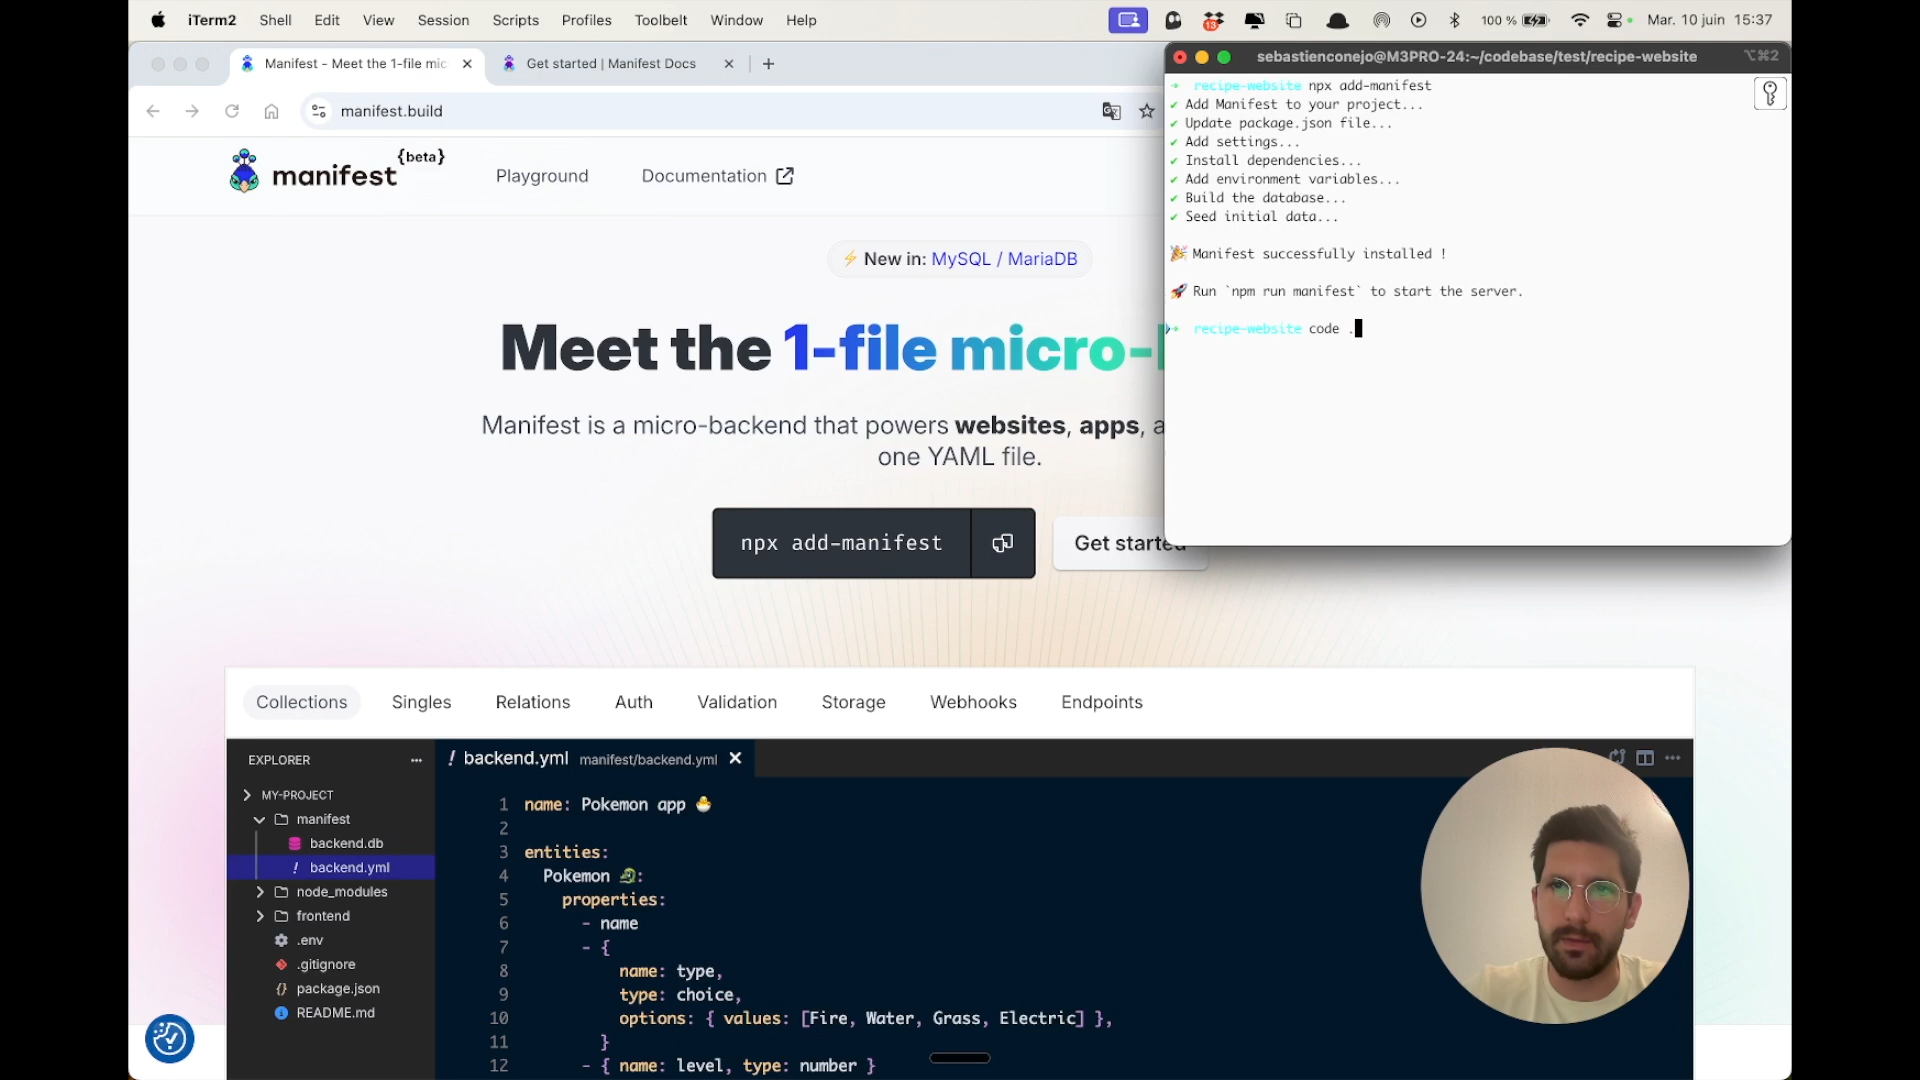 iTerm2 Shell Edit View Session Scripts Profiles Toolbelt Window Help 13 100 % Mar. 10 juin 15:37
Manifest - Meet the 1-file mic
Get started | Manifest Docs
manifest.build
manifest {beta}
Playground
Documentation
⚡ New in: MySQL / MariaDB
Meet the 1-file micro-
Manifest is a micro-backend that powers websites, apps, a
one YAML file.
npx add-manifest
Get started
sebastienconejo@M3PRO-24:~/codebase/test/recipe-website ⌥⌘2
→ recipe-website npx add-manifest
✔ Add Manifest to your project...
✔ Update package.json file...
✔ Add settings...
✔ Install dependencies...
✔ Add environment variables...
✔ Build the database...
✔ Seed initial data...
🎉 Manifest successfully installed !
🚀 Run `npm run manifest` to start the server.
→ recipe-website code .
Collections Singles Relations Auth Validation Storage Webhooks Endpoints
EXPLORER ...
MY-PROJECT
manifest
backend.db
! backend.yml
node_modules
frontend
.env
.gitignore
{} package.json
README.md
! backend.yml manifest/backend.yml
1 name: Pokemon app 🐣
2
3 entities:
4 Pokemon 🐉:
5 properties:
6 - name
7 - {
8 name: type,
9 type: choice,
10 options: { values: [Fire, Water, Grass, Electric] },
11 }
12 - { name: level, type: number }